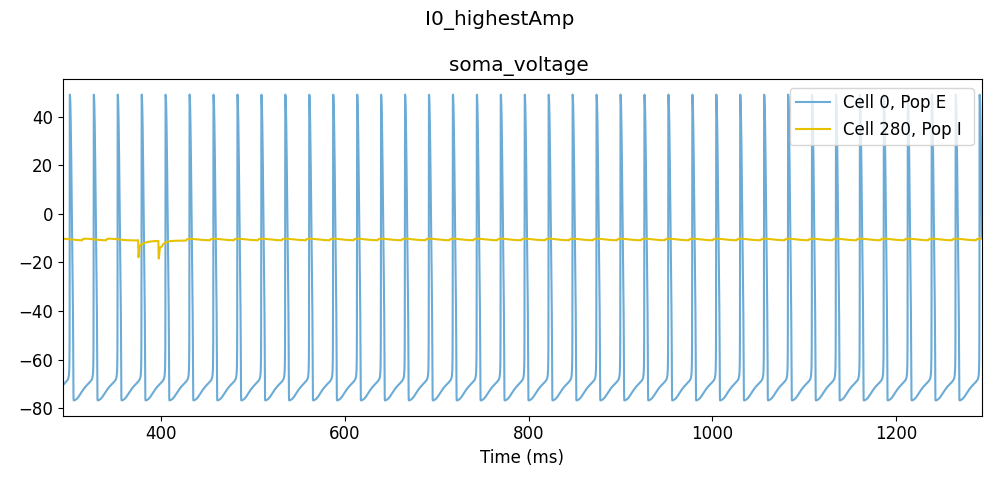 I0_highestAmp
soma_voltage
Cell 0, Pop E
Cell 280, Pop I
40
20
0
−20
−40
−60
−80
400 600 800 1000 1200
Time (ms)